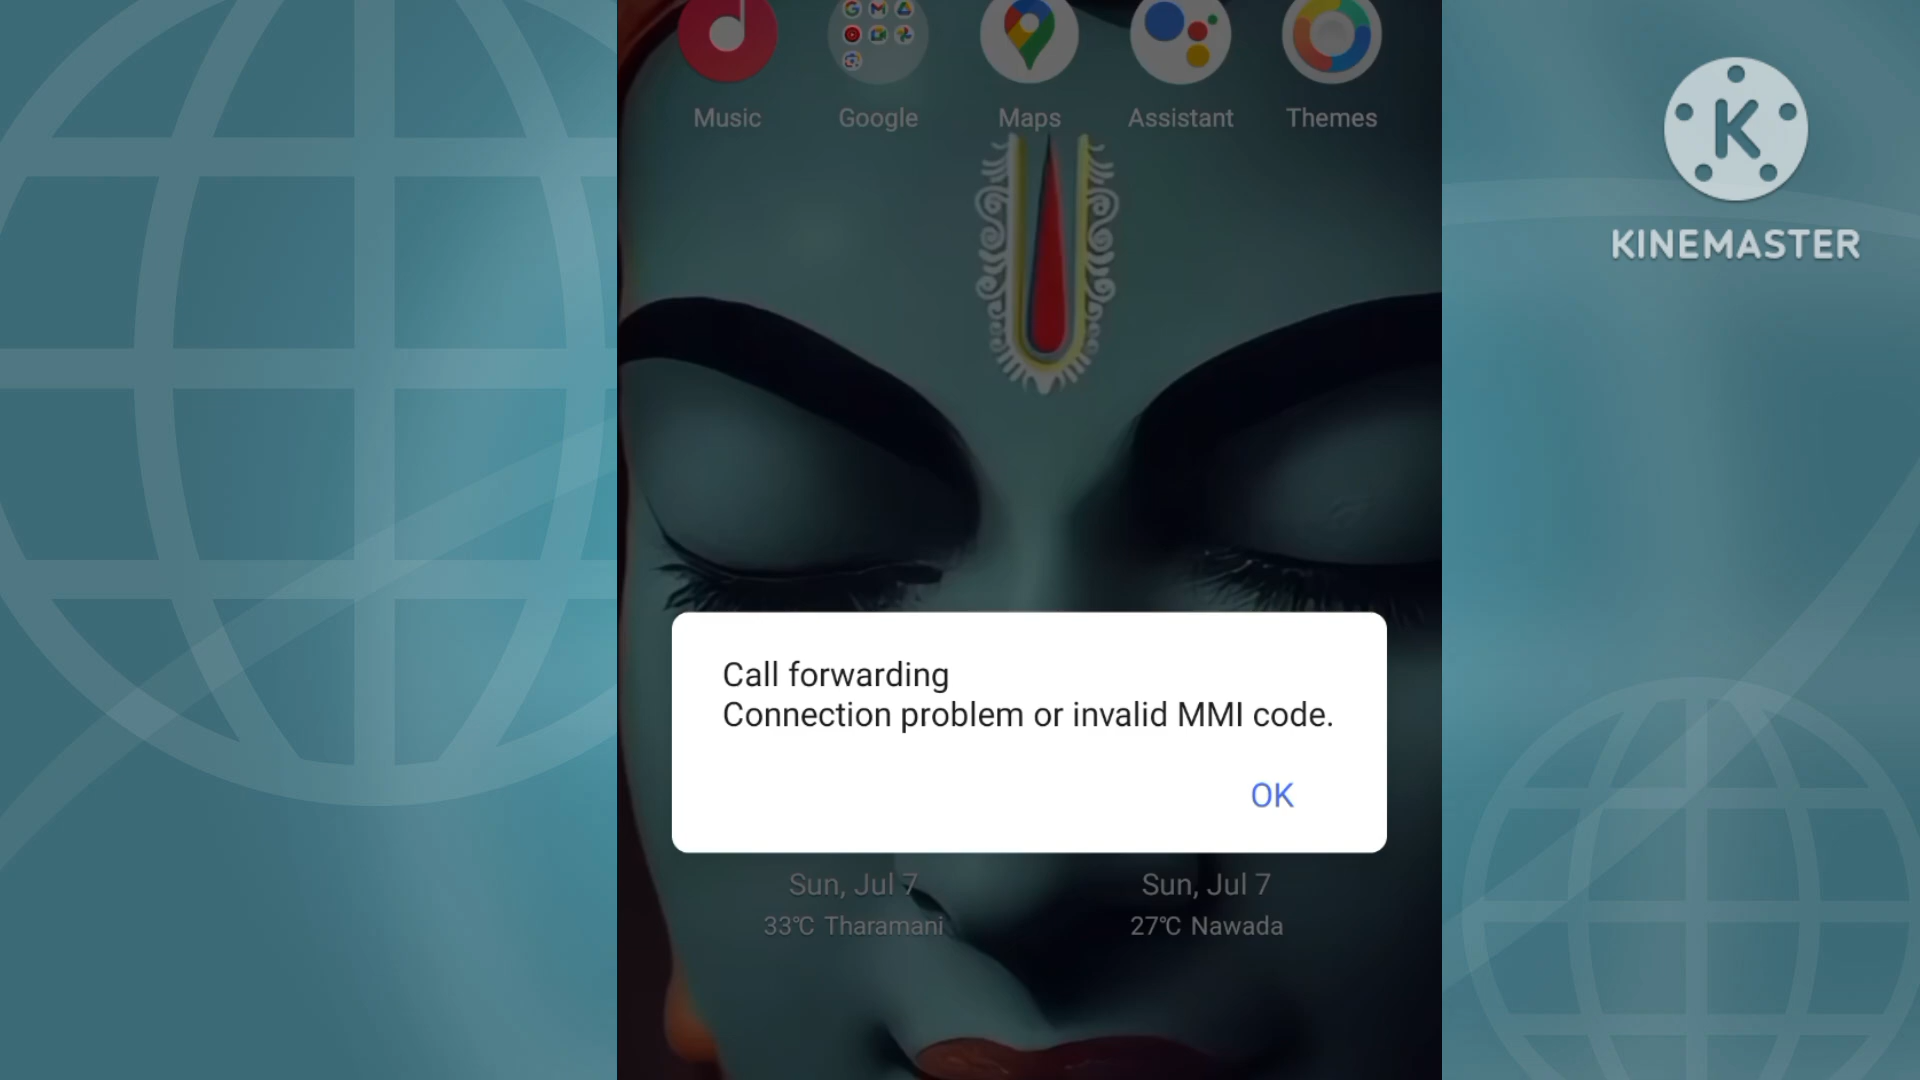 Music Google Maps Assistant Themes
K
KINEMASTER
Call forwarding
Connection problem or invalid MMI code.
OK
Sun, Jul 7 Sun, Jul 7
33℃ Tharamani 27℃ Nawada